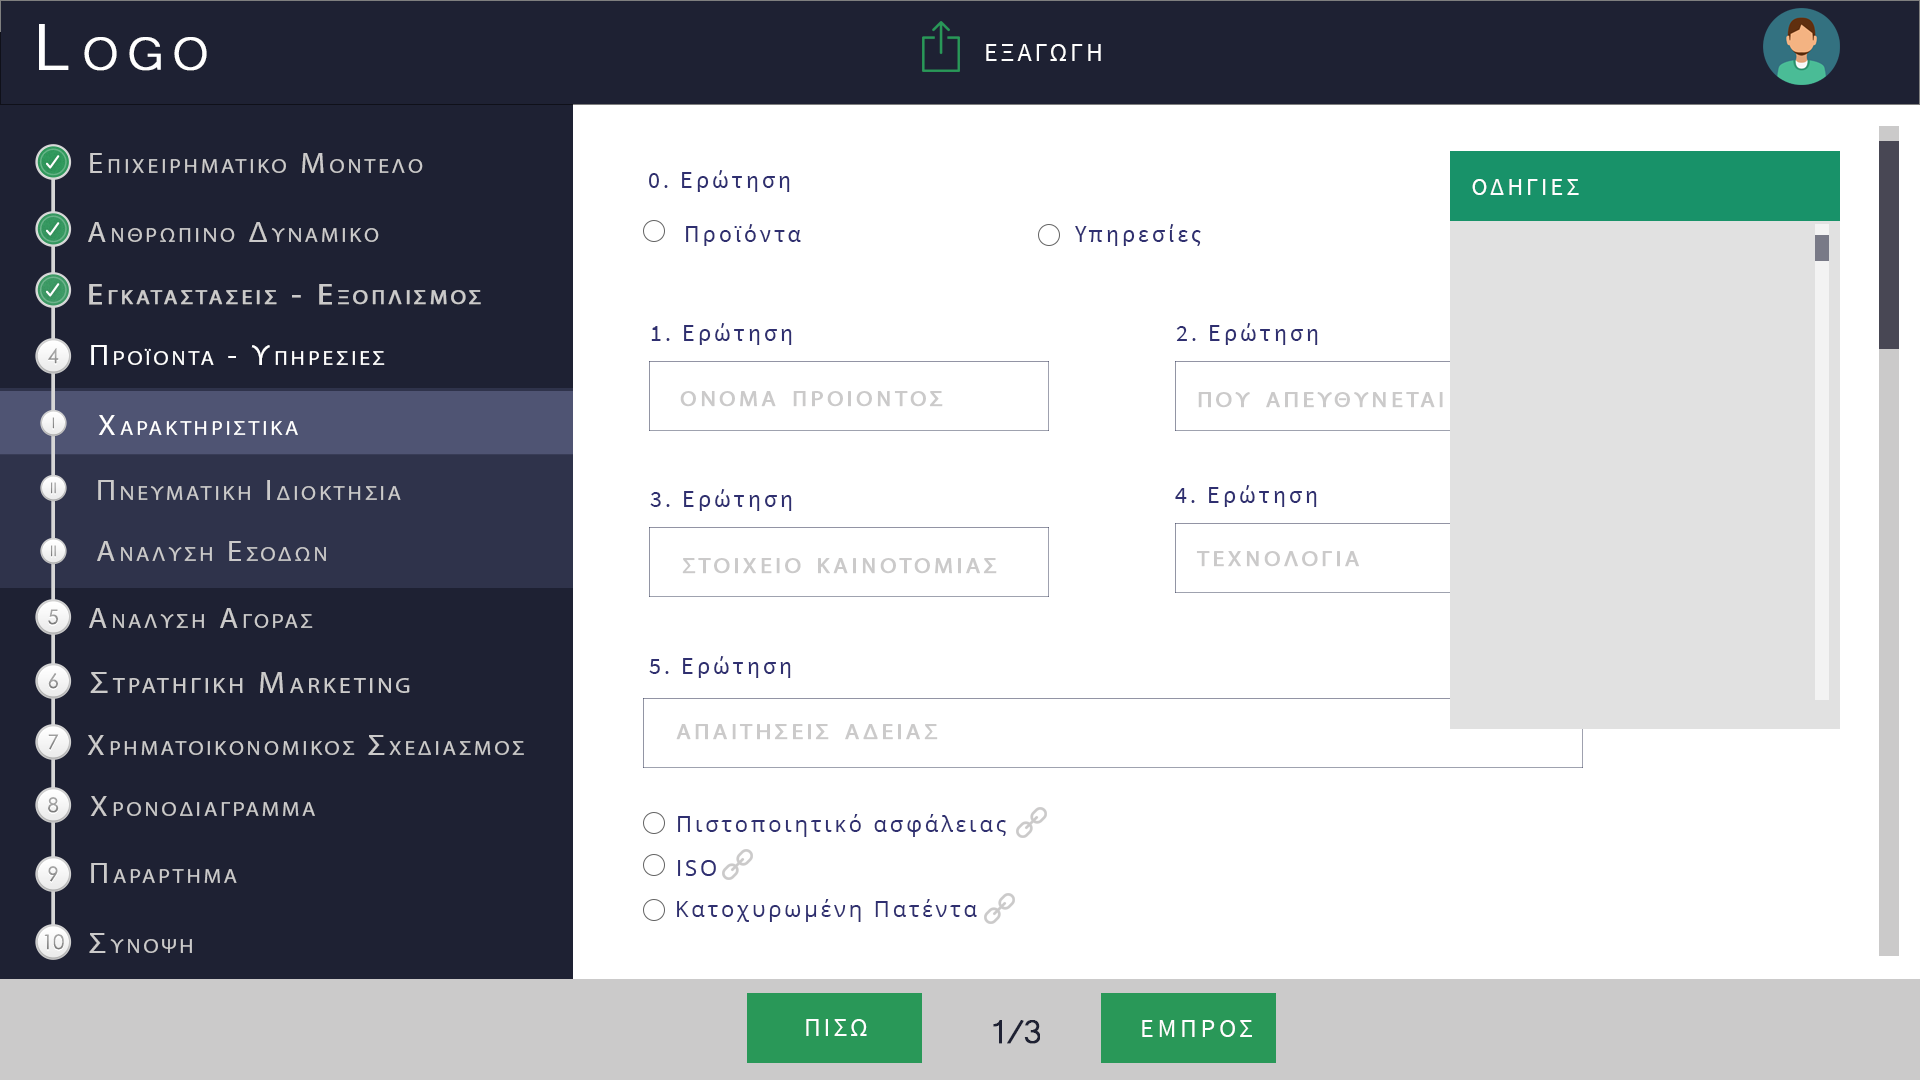 LOGO
ΕΞΑΓΩΓΗ
ΕΠΙΧΕΙΡΗΜΑΤΙΚΟ ΜΟΝΤΕΛΟ
ΑΝΘΡΩΠΙΝΟ ΔΥΝΑΜΙΚΟ
ΕΓΚΑΤΑΣΤΑΣΕΙΣ - ΕΞΟΠΛΙΣΜΟΣ
4 ΠΡΟΪΟΝΤΑ - ΥΠΗΡΕΣΙΕΣ
I ΧΑΡΑΚΤΗΡΙΣΤΙΚΑ
II ΠΝΕΥΜΑΤΙΚΗ ΙΔΙΟΚΤΗΣΙΑ
II ΑΝΑΛΥΣΗ ΕΣΟΔΩΝ
5 ΑΝΑΛΥΣΗ ΑΓΟΡΑΣ
6 ΣΤΡΑΤΗΓΙΚΗ MARKETING
7 ΧΡΗΜΑΤΟΙΚΟΝΟΜΙΚΟΣ ΣΧΕΔΙΑΣΜΟΣ
8 ΧΡΟΝΟΔΙΑΓΡΑΜΜΑ
9 ΠΑΡΑΡΤΗΜΑ
10 ΣΥΝΟΨΗ
0. Ερώτηση
Προϊόντα
Υπηρεσίες
1. Ερώτηση
ΟΝΟΜΑ ΠΡΟΙΟΝΤΟΣ
2. Ερώτηση
ΠΟΥ ΑΠΕΥΘΥΝΕΤΑΙ
3. Ερώτηση
ΣΤΟΙΧΕΙΟ ΚΑΙΝΟΤΟΜΙΑΣ
4. Ερώτηση
ΤΕΧΝΟΛΟΓΙΑ
5. Ερώτηση
ΑΠΑΙΤΗΣΕΙΣ ΑΔΕΙΑΣ
Πιστοποιητικό ασφάλειας
ISO
Κατοχυρωμένη Πατέντα
ΟΔΗΓΙΕΣ
ΠΙΣΩ
1/3
ΕΜΠΡΟΣ